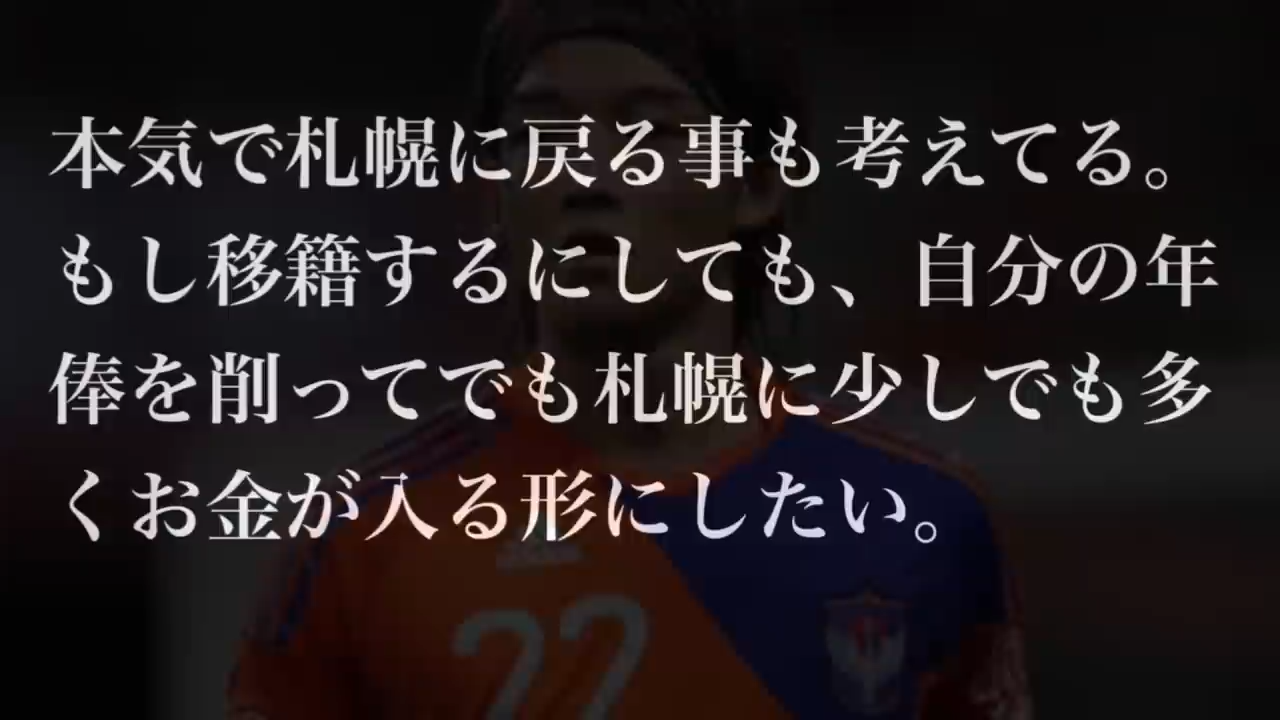 本気で札幌に戻る事も考えてる。
もし移籍するにしても、自分の年
俸を削ってでも札幌に少しでも多
くお金が入る形にしたい。
22